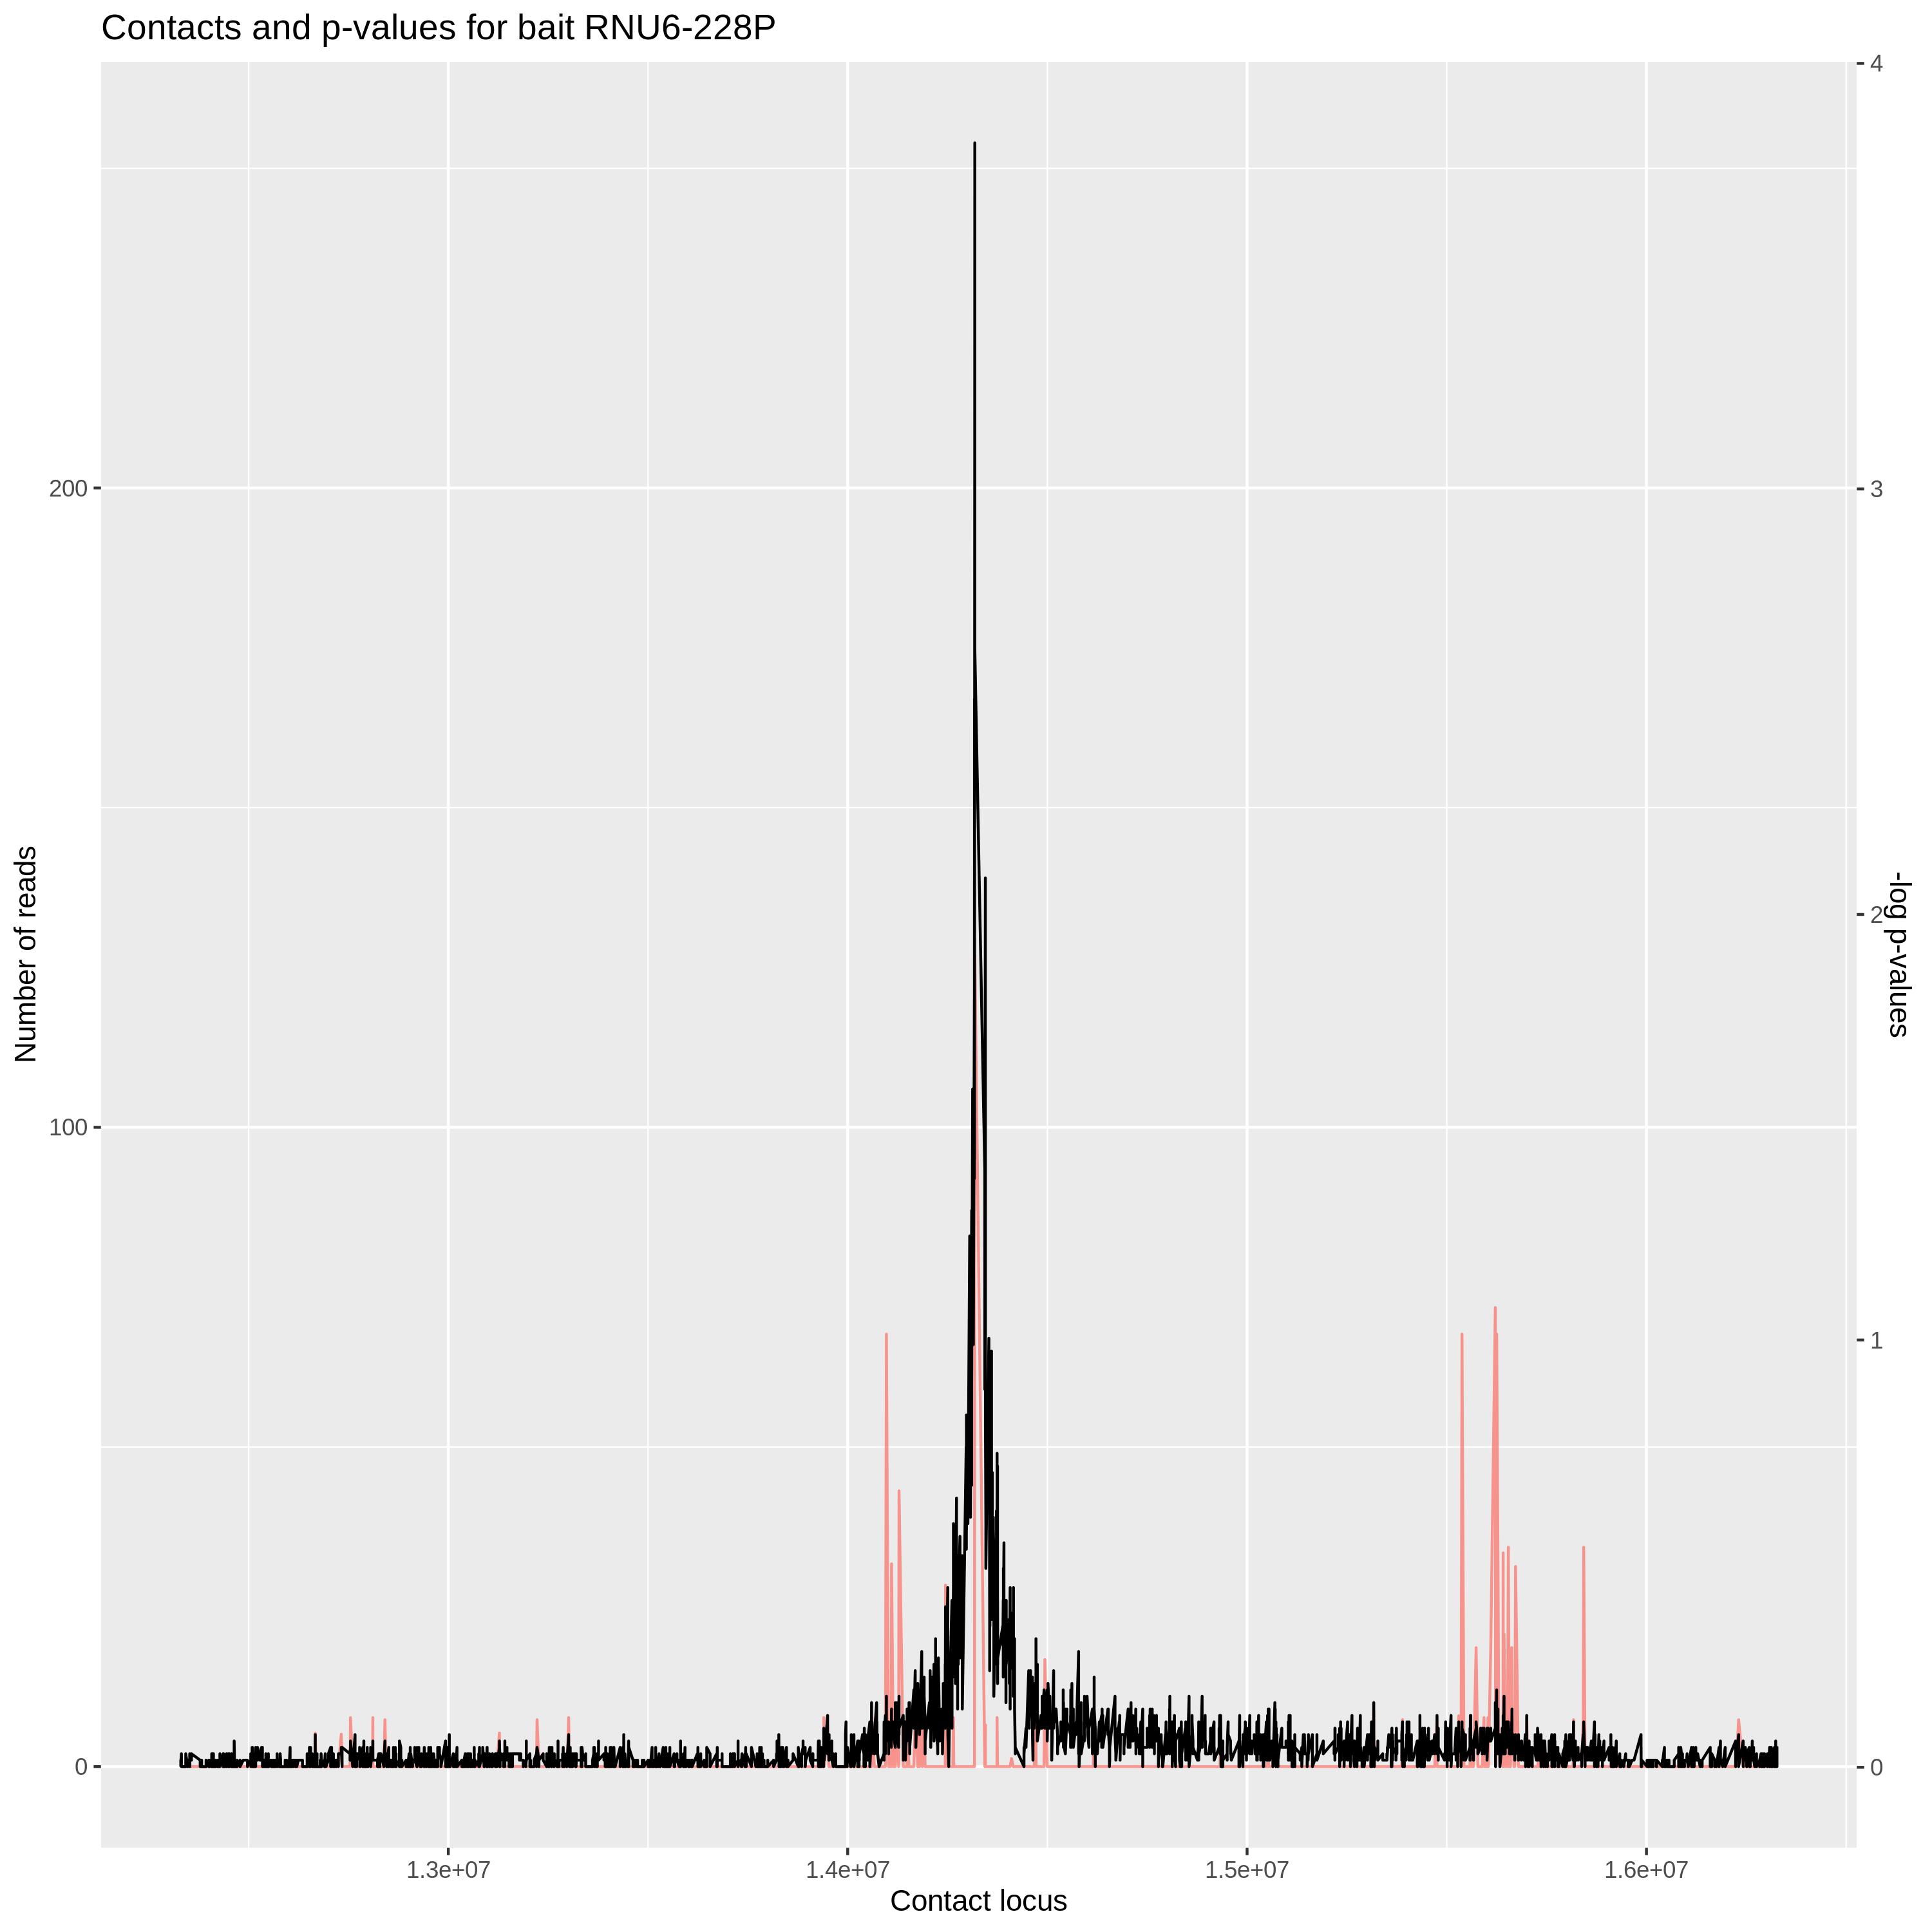 Contacts and p-values for bait RNU6-228P
Number of reads
200
100
0
4
3
2
1
0
-log p-values
1.3e+07
1.4e+07
1.5e+07
1.6e+07
Contact locus